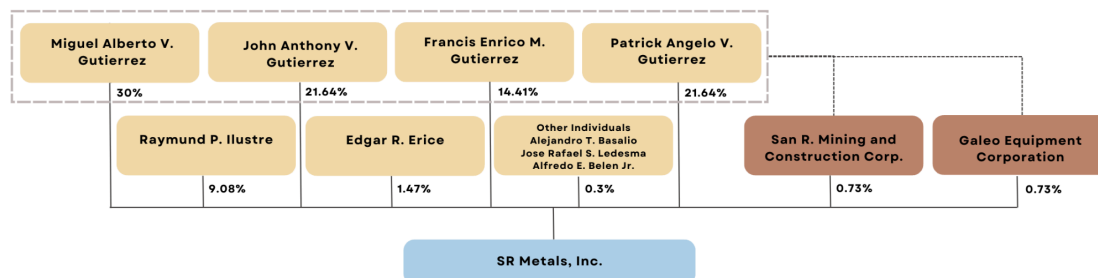 Miguel Alberto V.
Gutierrez
John Anthony V.
Gutierrez
Francis Enrico M.
Gutierrez
Patrick Angelo V.
Gutierrez
30%
21.64%
14.41%
21.64%
Raymund P. Ilustre
Edgar R. Erice
Other Individuals
Alejandro T. Basalio
Jose Rafael S. Ledesma
Alfredo E. Belen Jr.
San R. Mining and
Construction Corp.
Galeo Equipment
Corporation
9.08%
1.47%
0.3%
0.73%
0.73%
SR Metals, Inc.